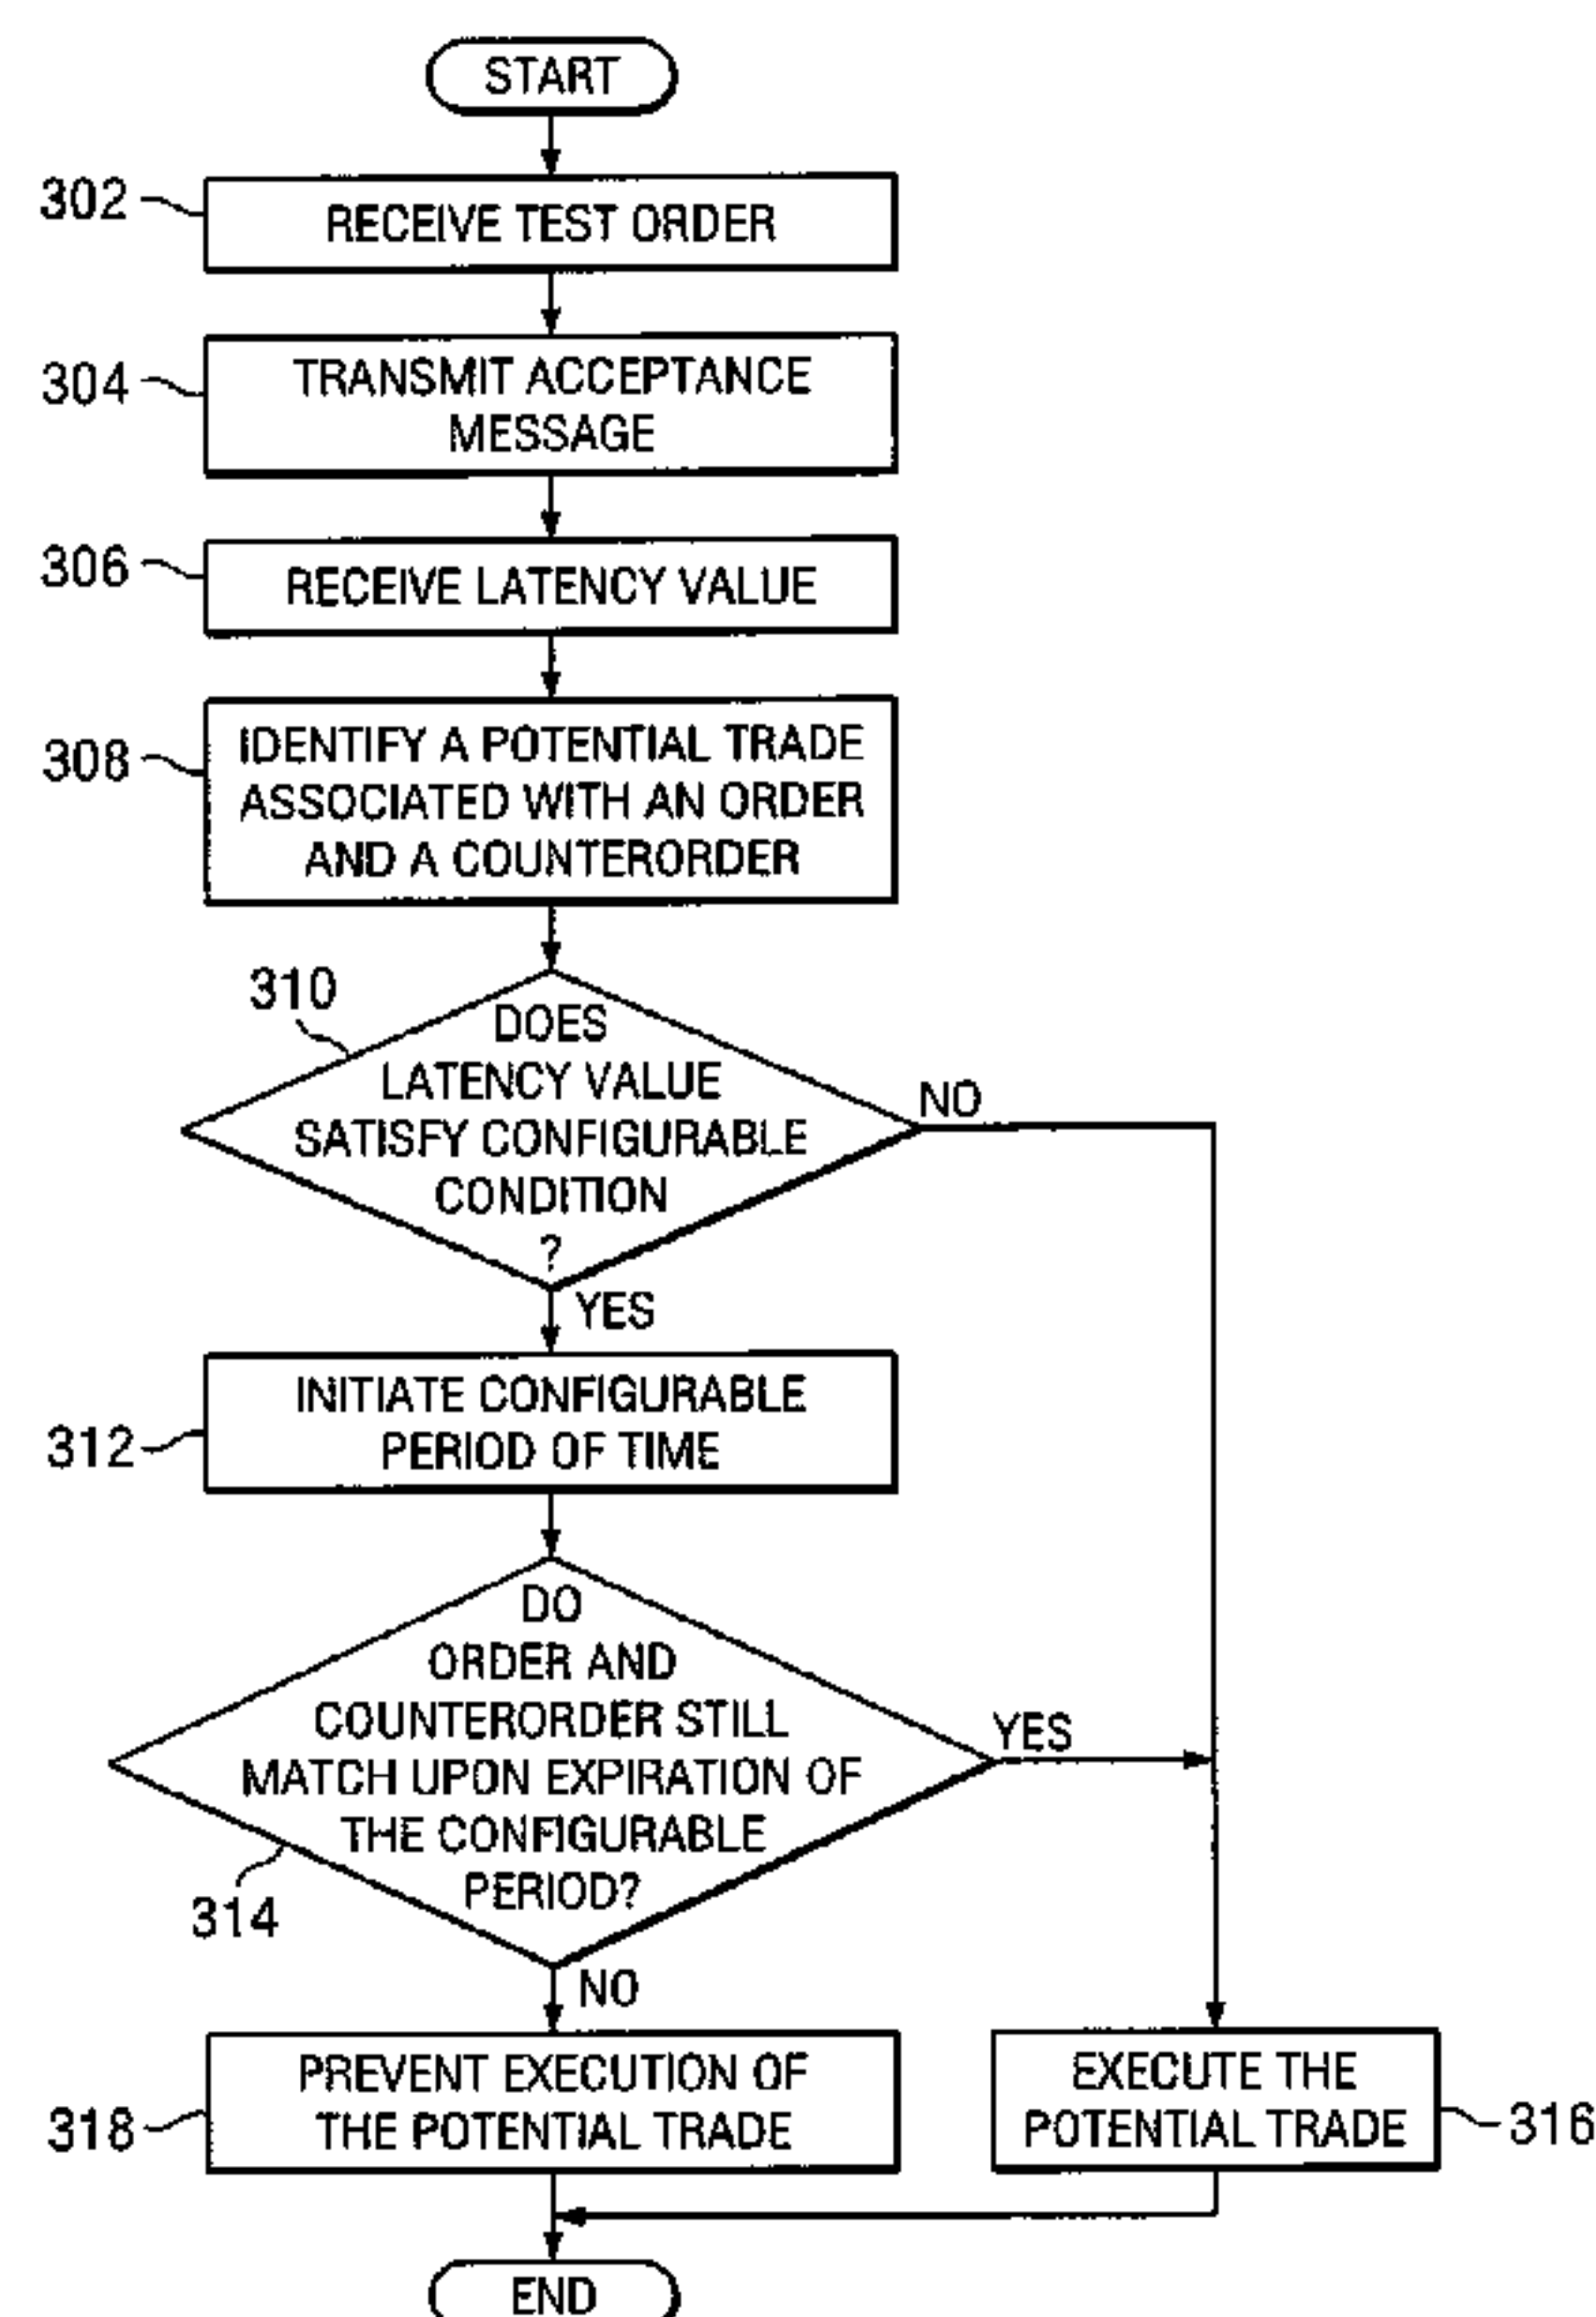 START
302
RECEIVE TEST ORDER
304
TRANSMIT ACCEPTANCE
MESSAGE
306
RECEIVE LATENCY VALUE
308
IDENTIFY A POTENTIAL TRADE
ASSOCIATED WITH AN ORDER
AND A COUNTERORDER
310
DOES
LATENCY VALUE
SATISFY CONFIGURABLE
CONDITION
?
NO
YES
312
INITIATE CONFIGURABLE
PERIOD OF TIME
DO
ORDER AND
COUNTERORDER STILL
MATCH UPON EXPIRATION OF
THE CONFIGURABLE
PERIOD?
YES
314
NO
318
PREVENT EXECUTION OF
THE POTENTIAL TRADE
EXECUTE THE
POTENTIAL TRADE
316
END